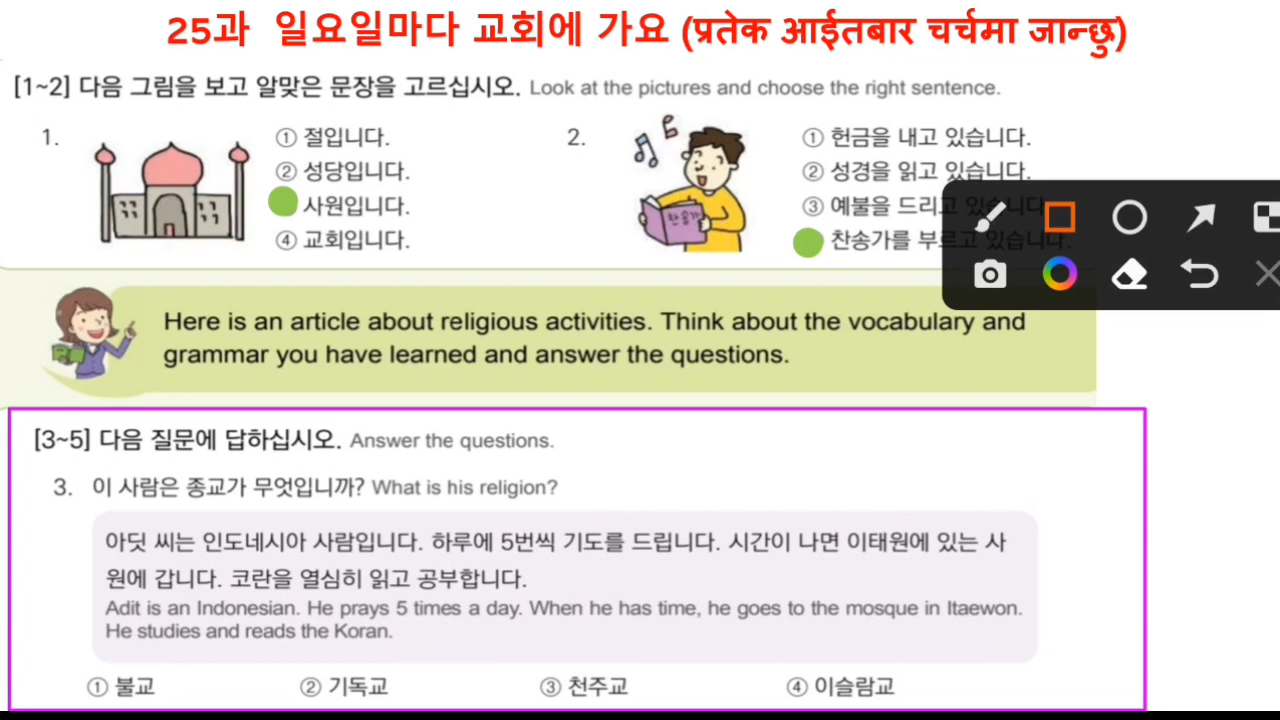 25과 일요일마다 교회에 가요 (प्रतेक आईतबार चर्चमा जान्छु)
[1~2] 다음 그림을 보고 알맞은 문장을 고르십시오. Look at the pictures and choose the right sentence.
1.
① 절입니다.
② 성당입니다.
사원입니다.
④ 교회입니다.
2.
찬송가
① 헌금을 내고 있습니다.
② 성경을 읽고 있습니다.
③ 예불을 드리고 있습니다.
찬송가를 부르고 있습니다.
Here is an article about religious activities. Think about the vocabulary and
grammar you have learned and answer the questions.
[3~5] 다음 질문에 답하십시오. Answer the questions.
3. 이 사람은 종교가 무엇입니까? What is his religion?
아딧 씨는 인도네시아 사람입니다. 하루에 5번씩 기도를 드립니다. 시간이 나면 이태원에 있는 사
원에 갑니다. 코란을 열심히 읽고 공부합니다.
Adit is an Indonesian. He prays 5 times a day. When he has time, he goes to the mosque in Itaewon.
He studies and reads the Koran.
① 불교 ② 기독교 ③ 천주교 ④ 이슬람교